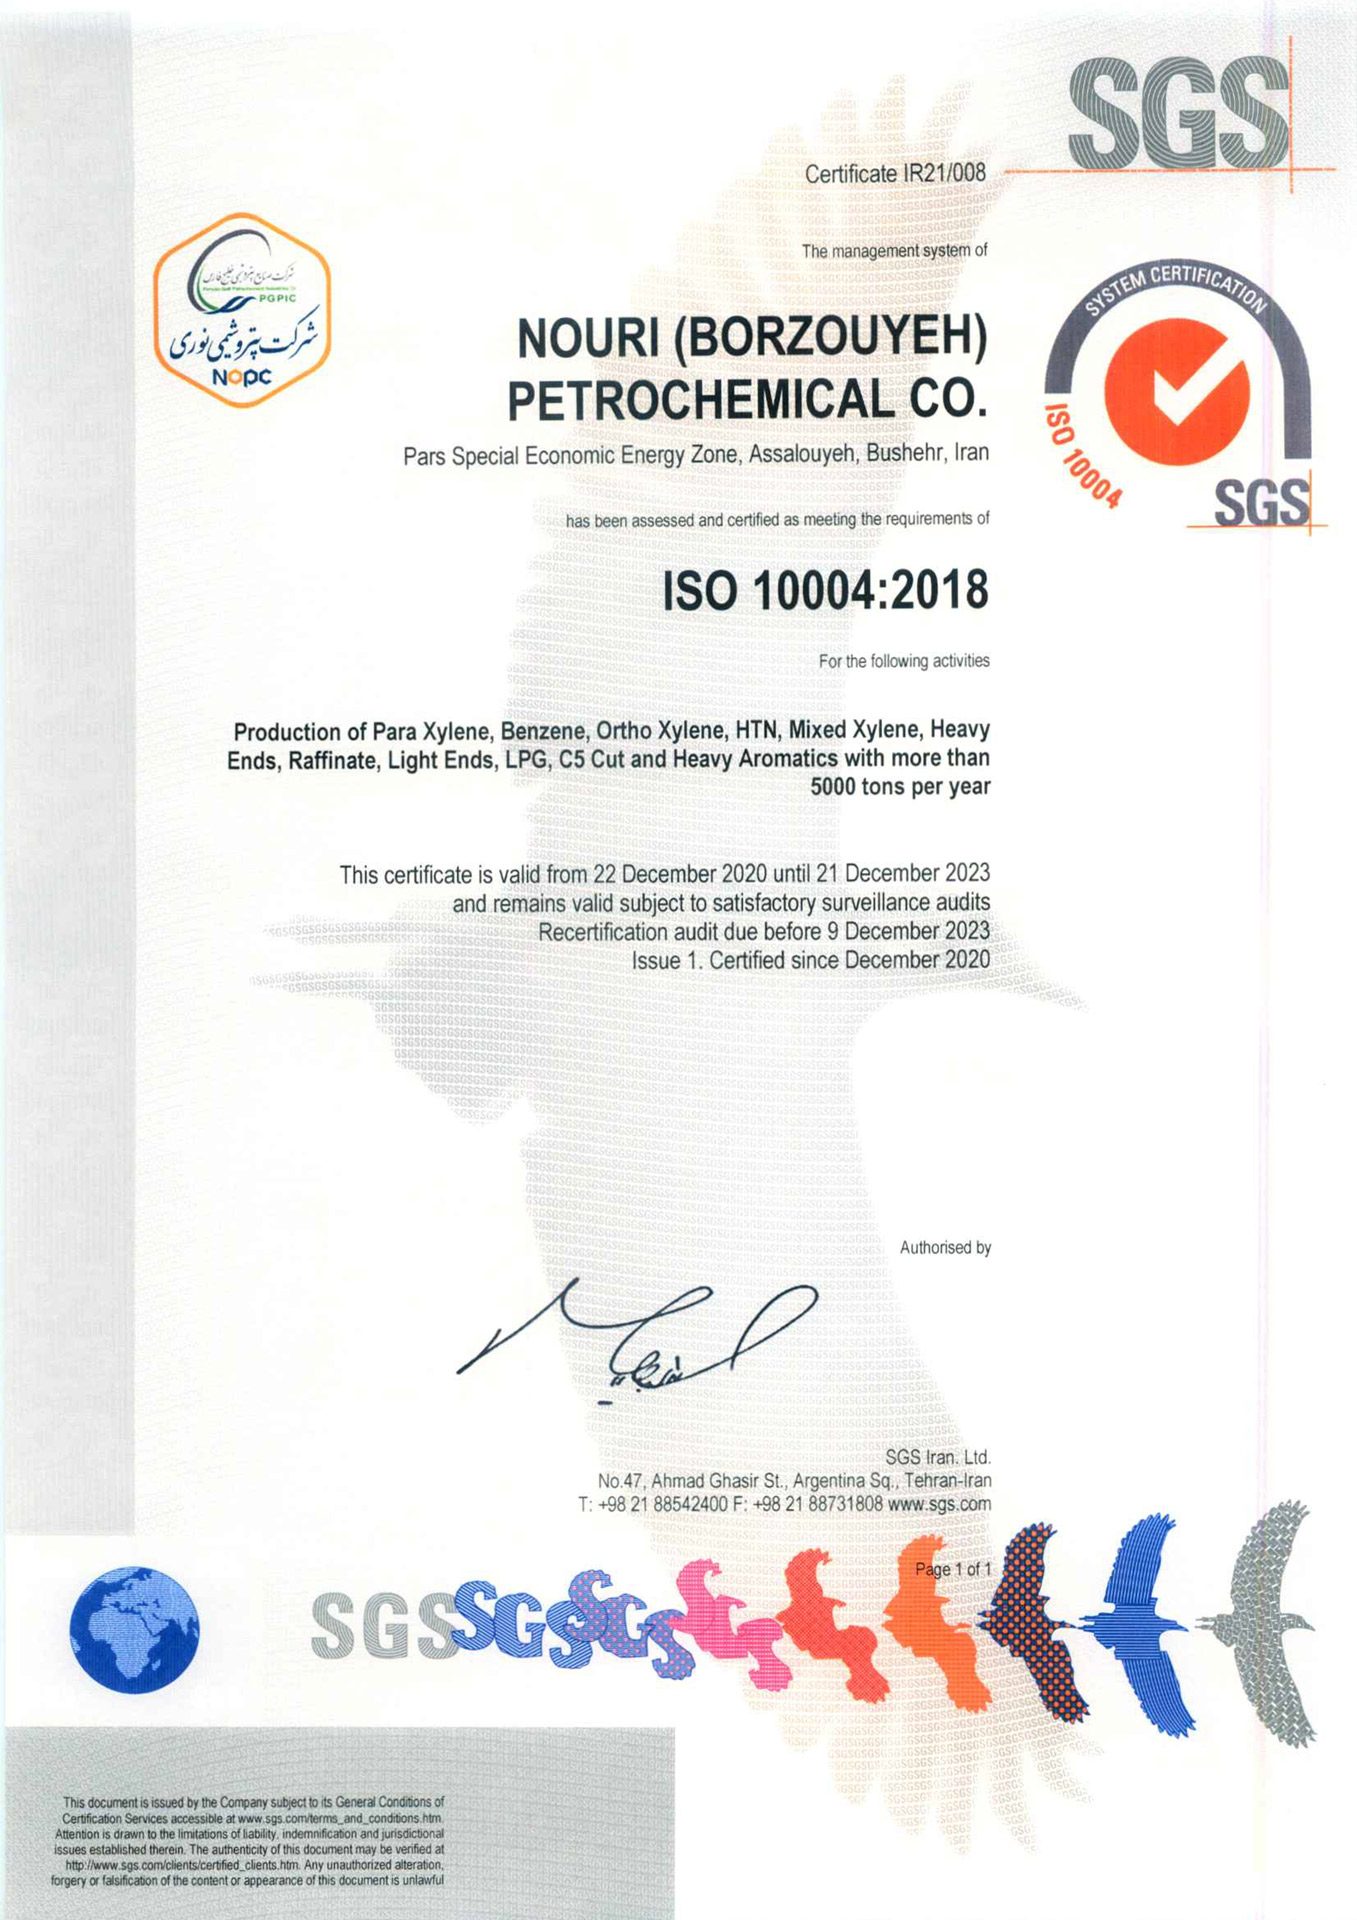 SGS
Certificate IR21/008
The management system of
شرکت صنایع پتروشیمی خلیج فارس
PGPIC
شرکت پتروشیمی نوری
NOPC
NOURI (BORZOUYEH)
PETROCHEMICAL CO.
Pars Special Economic Energy Zone, Assalouyeh, Bushehr, Iran
SYSTEM CERTIFICATION
ISO 10004
SGS
has been assessed and certified as meeting the requirements of
ISO 10004:2018
For the following activities
Production of Para Xylene, Benzene, Ortho Xylene, HTN, Mixed Xylene, Heavy
Ends, Raffinate, Light Ends, LPG, C5 Cut and Heavy Aromatics with more than
5000 tons per year
This certificate is valid from 22 December 2020 until 21 December 2023
and remains valid subject to satisfactory surveillance audits
Recertification audit due before 9 December 2023
Issue 1. Certified since December 2020
Authorised by
SGS Iran. Ltd.
No.47, Ahmad Ghasir St., Argentina Sq., Tehran-Iran
T: +98 21 88542400 F: +98 21 88731808 www.sgs.com
Page 1 of 1
SGS SGS SGS
This document is issued by the Company subject to its General Conditions of
Certification Services accessible at www.sgs.com/terms_and_conditions.htm.
Attention is drawn to the limitations of liability, indemnification and jurisdictional
issues established therein. The authenticity of this document may be verified at
http://www.sgs.com/clients/certified_clients.htm. Any unauthorized alteration,
forgery or falsification of the content or appearance of this document is unlawful